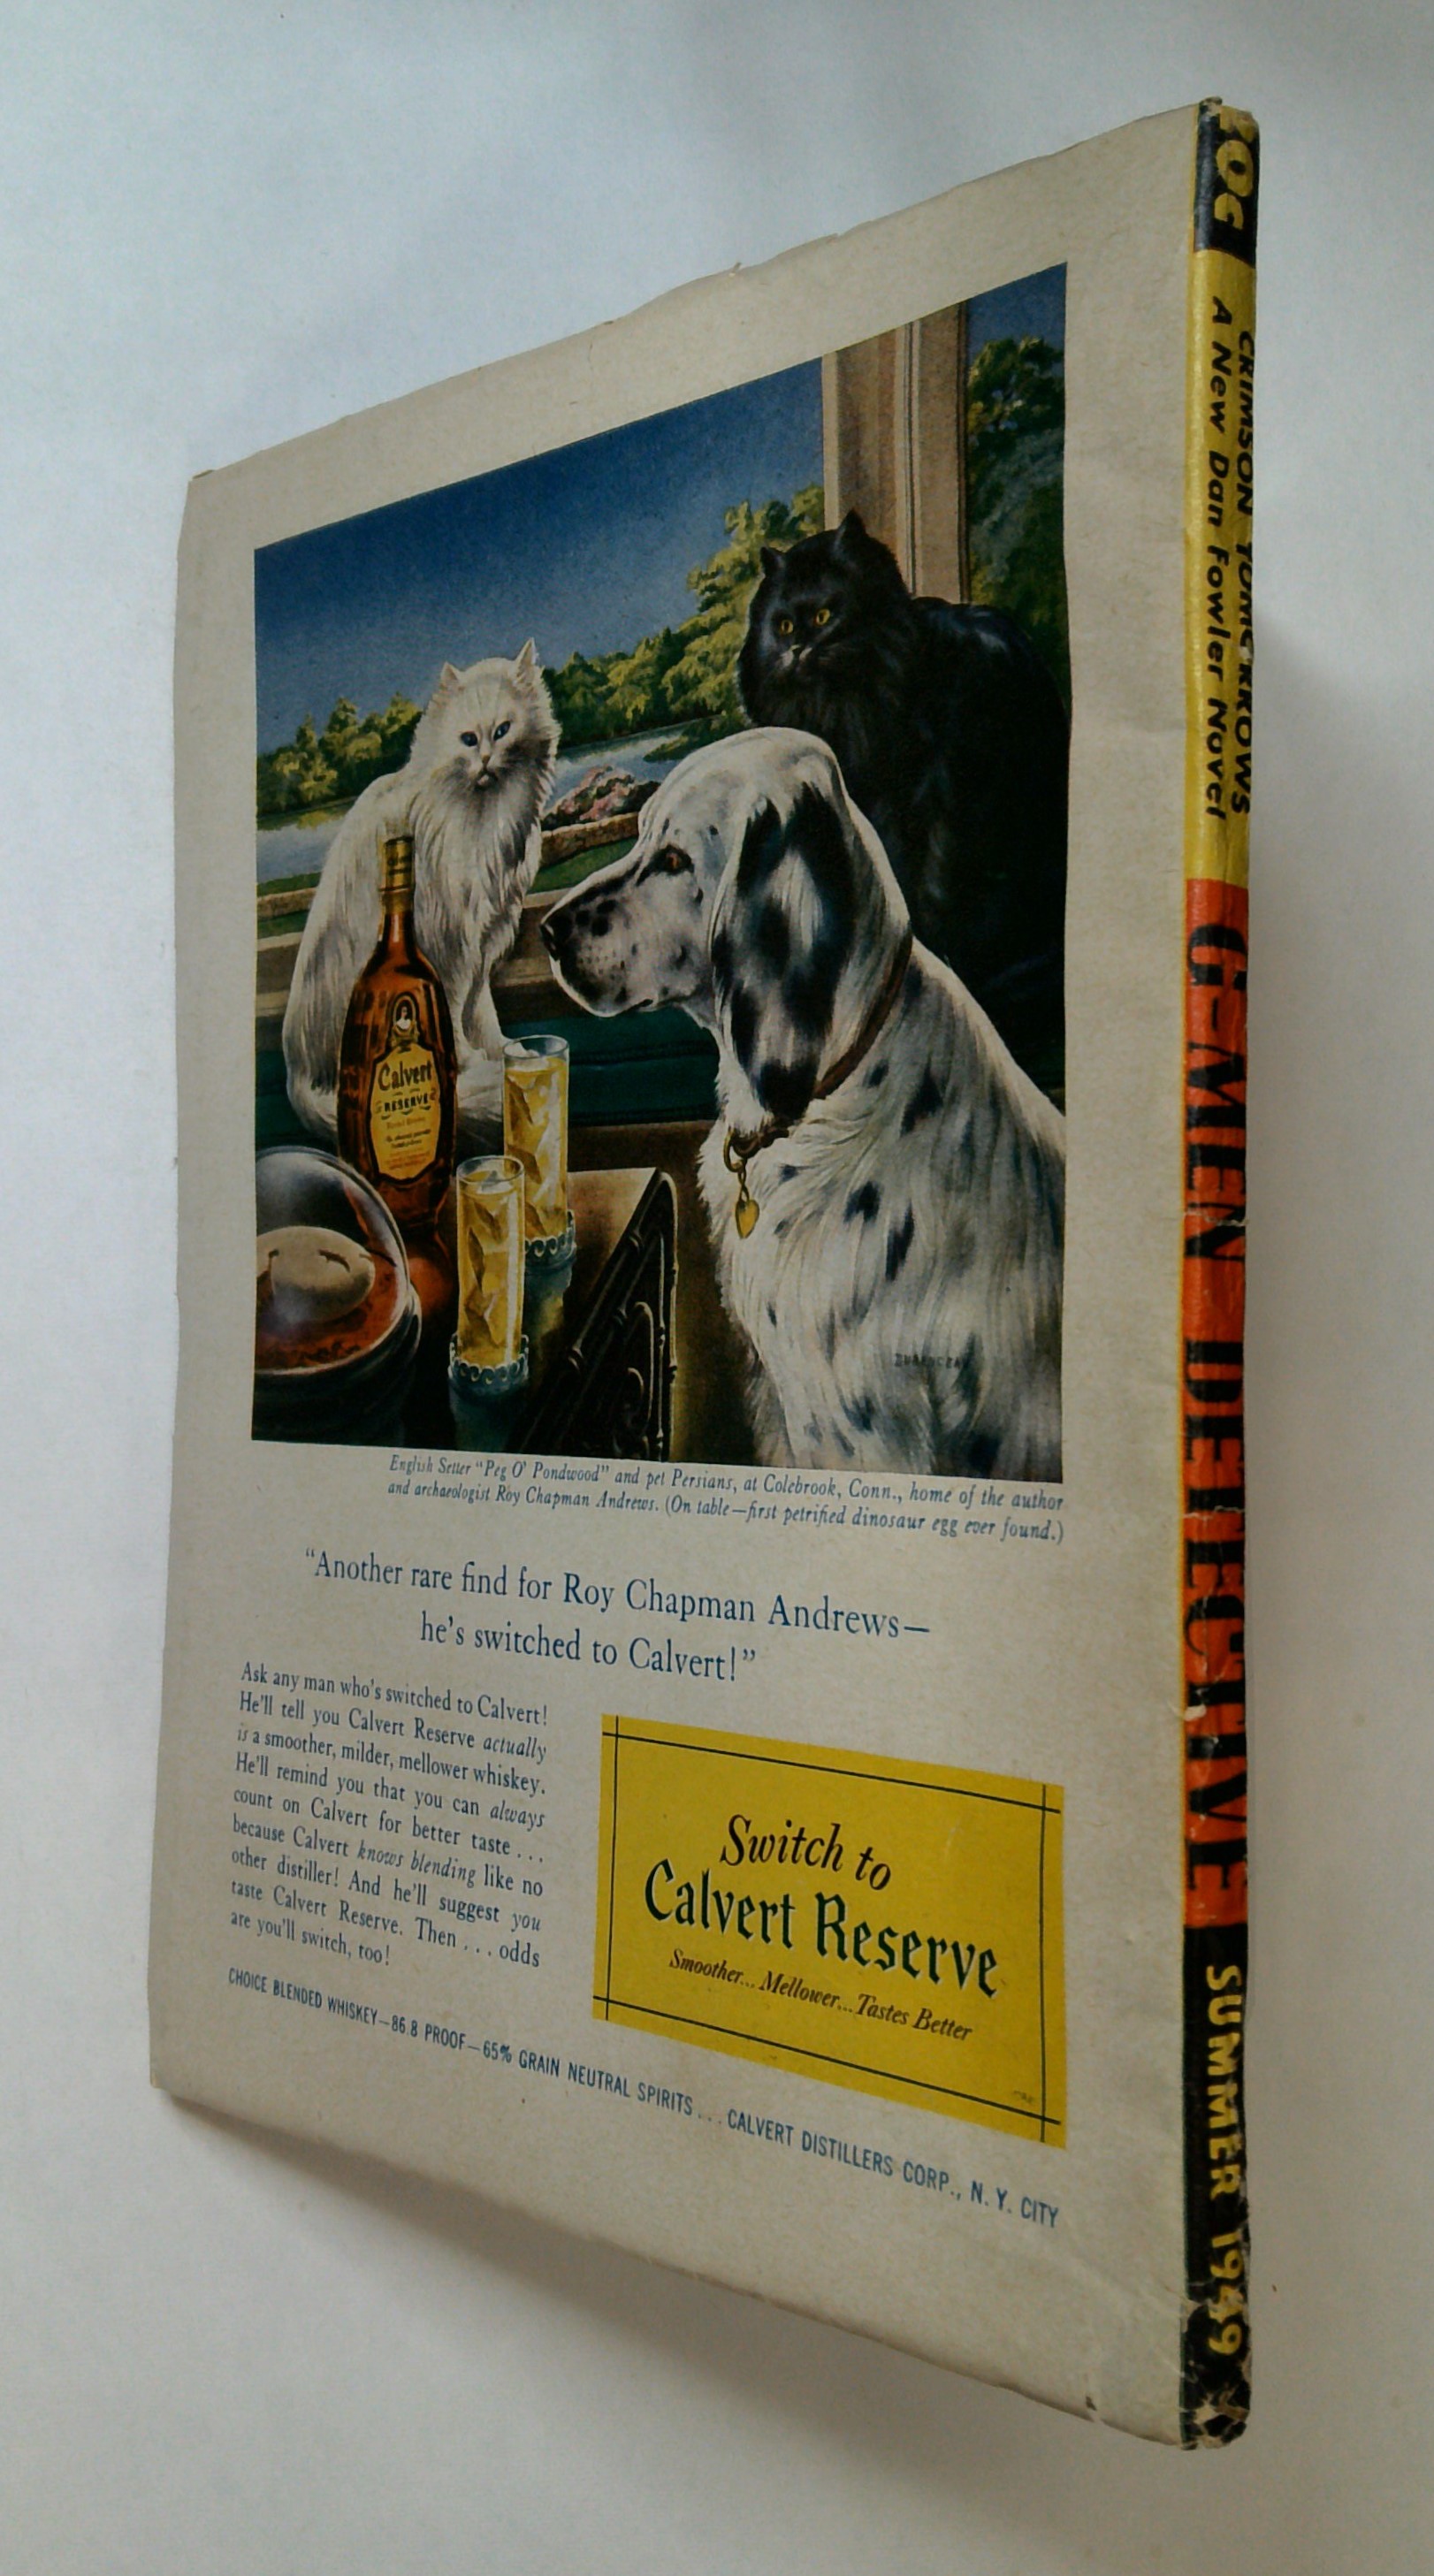 Calvert
RESERVE
English Setter "Peg O' Pondwood" and pet Persians, at Colebrook, Conn., home of the author
and archaeologist Roy Chapman Andrews. (On table—first petrified dinosaur egg ever found.)
"Another rare find for Roy Chapman Andrews—
he's switched to Calvert!"
Ask any man who's switched to Calvert!
He'll tell you Calvert Reserve actually
is a smoother, milder, mellower whiskey.
He'll remind you that you can always
count on Calvert for better taste...
because Calvert knows blending like no
other distiller! And he'll suggest you
taste Calvert Reserve. Then...odds
are you'll switch, too!
Switch to
Calvert Reserve
Smoother... Mellower... Tastes Better
CHOICE BLENDED WHISKEY—86.8 PROOF—65% GRAIN NEUTRAL SPIRITS... CALVERT DISTILLERS CORP., N. Y. CITY
20¢
CRIMSON TOMORROWS
A New Dan Fowler Novel
G-MEN DETECTIVE
SUMMER 1949